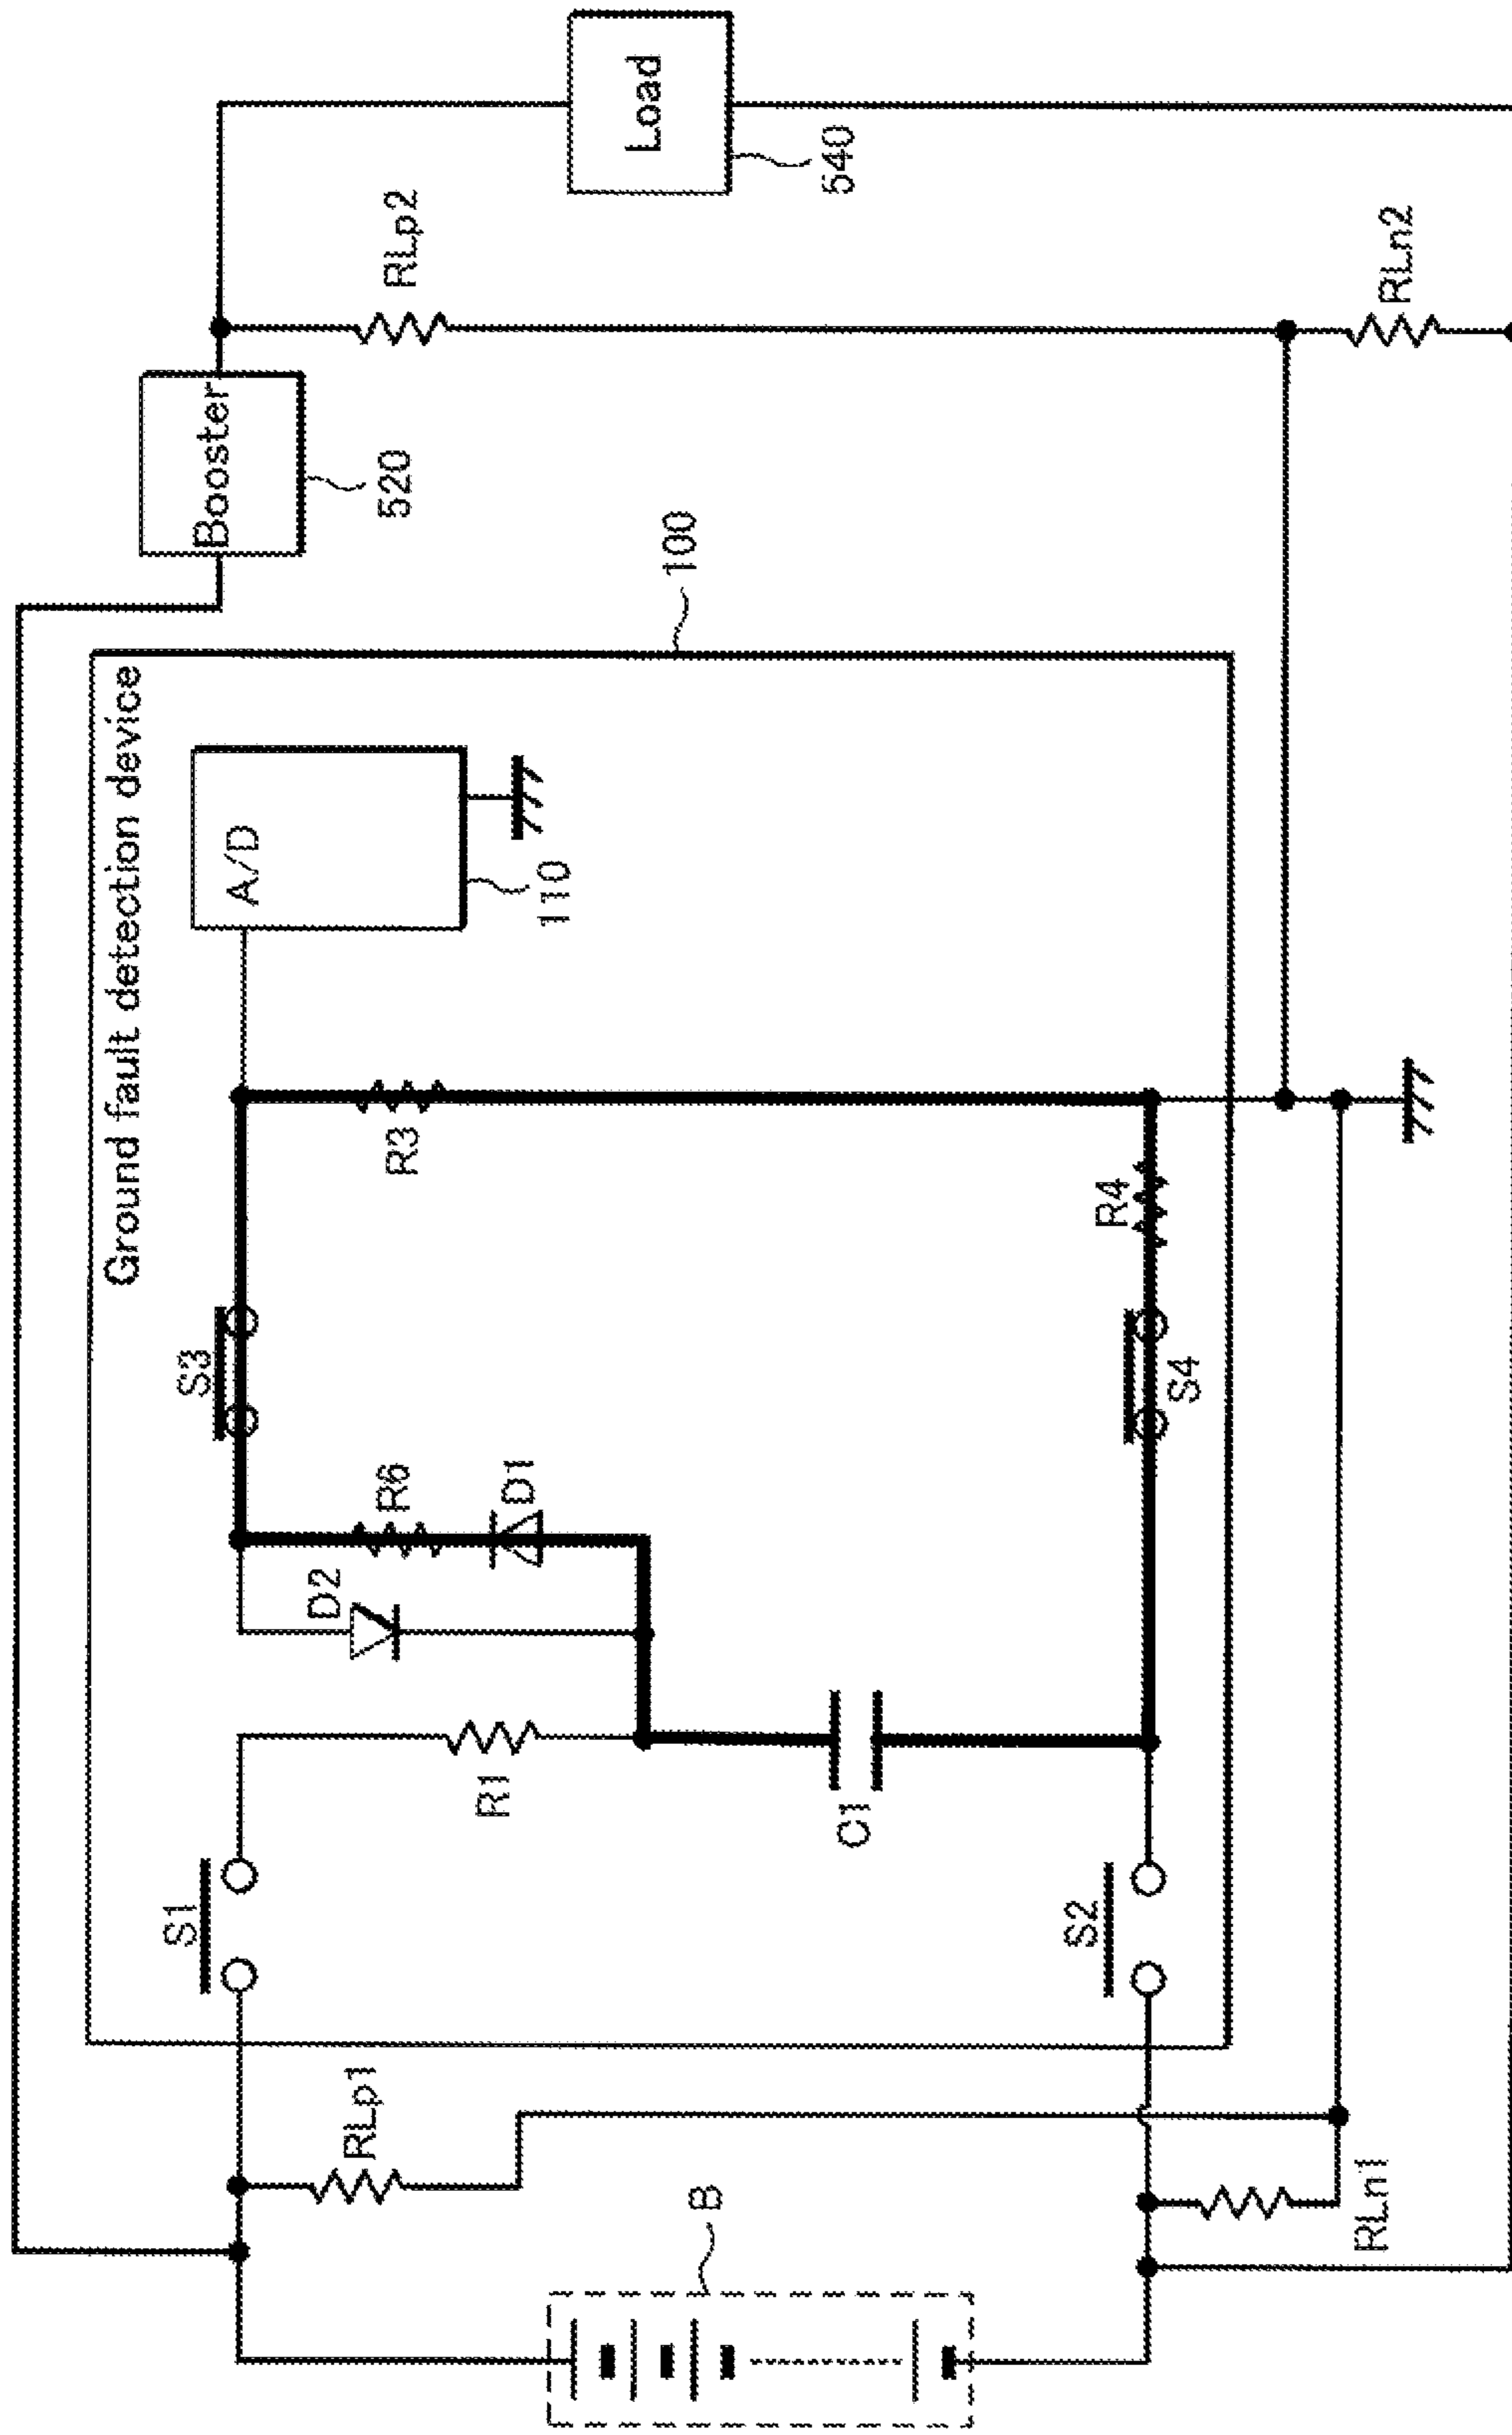 Ground fault detection device
100
Booster
520
Load
540
RLp2
RLn2
A/D
110
S3
R3
R6
D1
D2
R4
S4
S1
R1
C1
S2
RLp1
B
RLn1